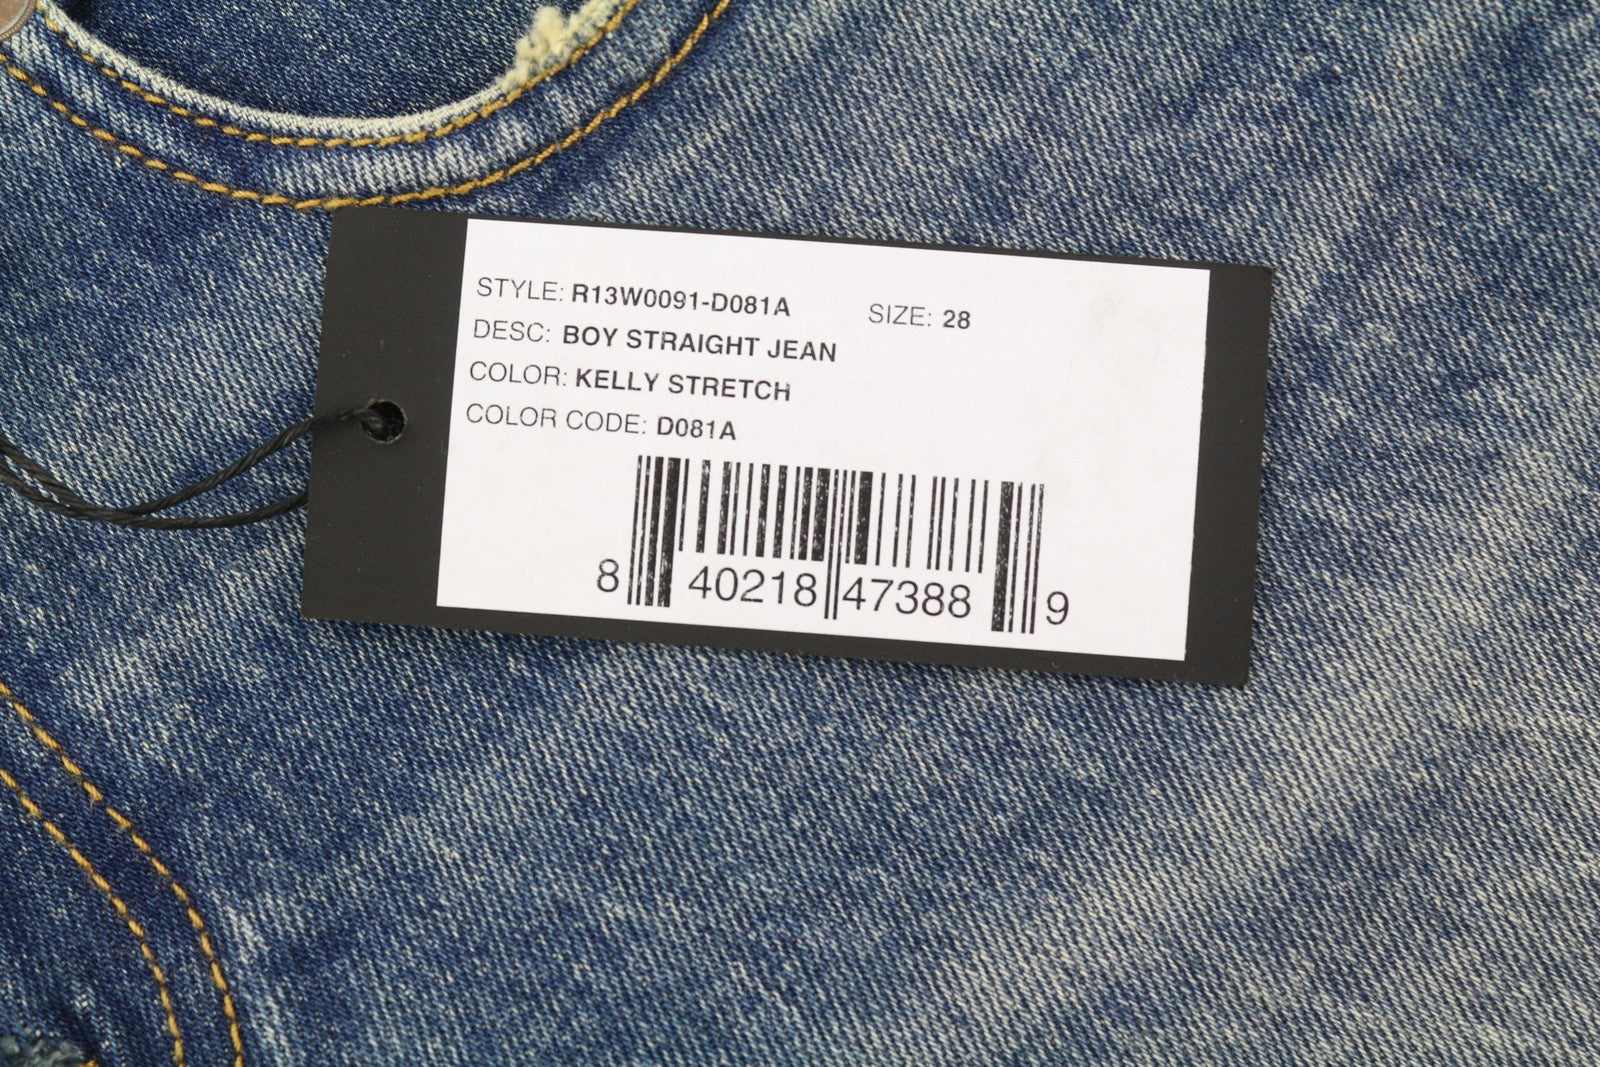 STYLE: R13W0091-D081A SIZE: 28
DESC: BOY STRAIGHT JEAN
COLOR: KELLY STRETCH
COLOR CODE: D081A
8 40218 47388 9